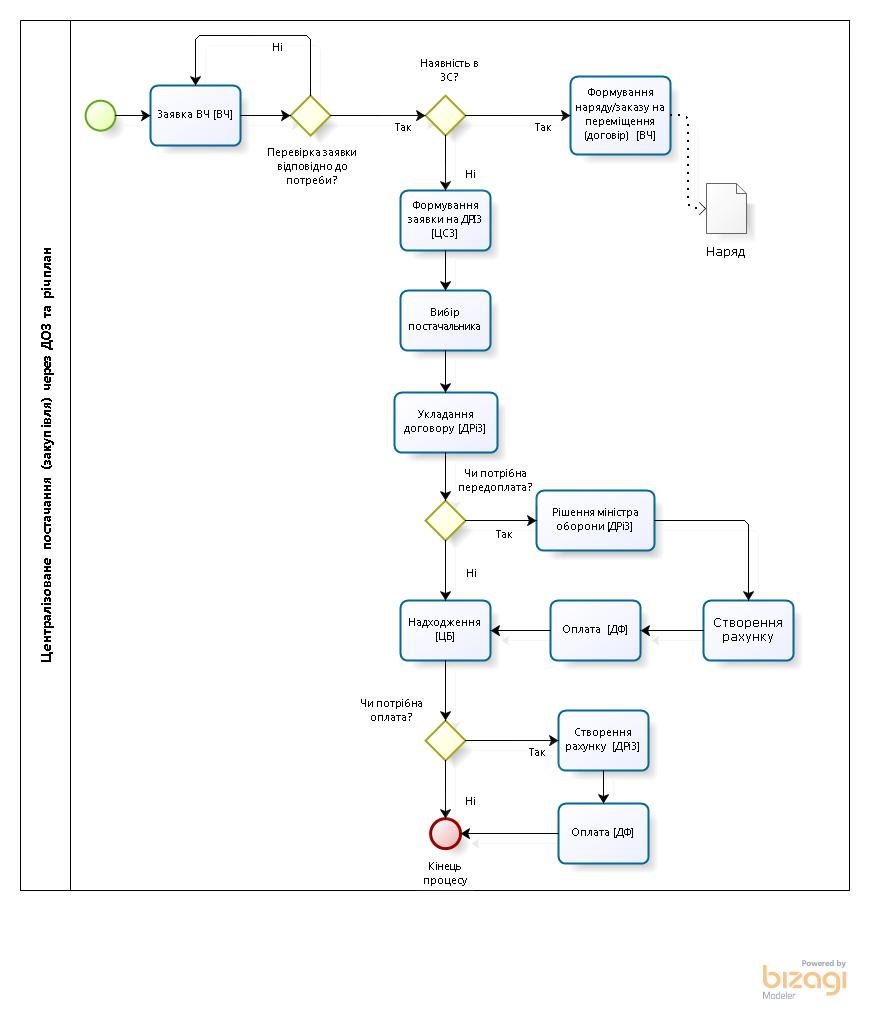 Централізоване постачання (закупівля) через ДОЗ та річплан
Ні
Заявка ВЧ [ВЧ]
Перевірка заявки
відповідно до
потреби?
Так
Наявність в
ЗС?
Так
Формування
наряду/заказу на
переміщення
(договір) [ВЧ]
Наряд
Ні
Формування
заявки на ДРІЗ
[ЦСЗ]
Вибір
постачальника
Укладання
договору [ДРіЗ]
Чи потрібна
передоплата?
Так
Рішення міністра
оборони [ДРіЗ]
Ні
Надходження
[ЦБ]
Оплата [ДФ]
Створення
рахунку
Чи потрібна
оплата?
Так
Створення
рахунку [ДРіЗ]
Ні
Оплата [ДФ]
Кінець
процесу
Powered by
bizagi
Modeler